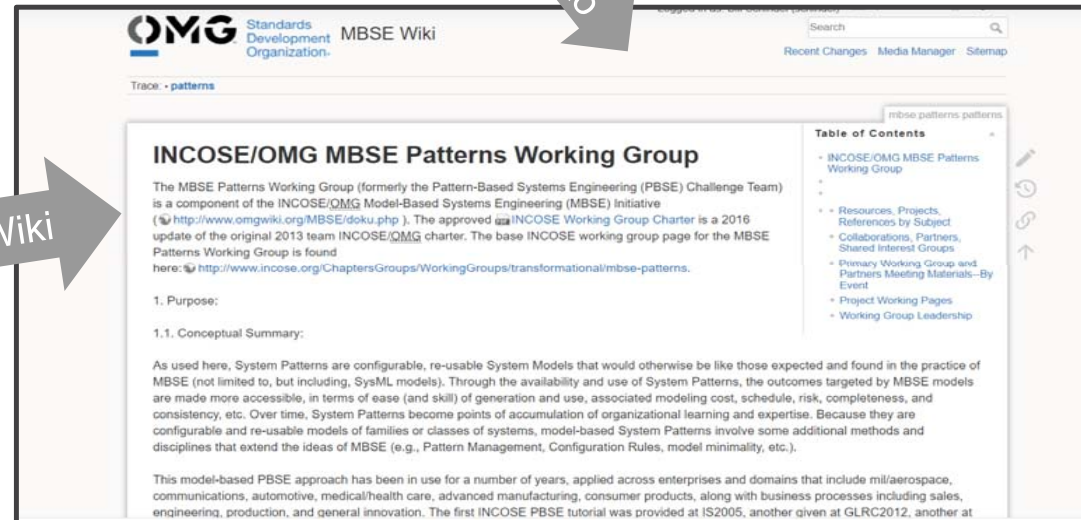 OMG
Standards
Development
Organization
MBSE Wiki
Search
Recent Changes Media Manager Sitemap
Trace: • patterns
mbse:patterns:patterns
Table of Contents
INCOSE/OMG MBSE Patterns
Working Group
Resources, Projects,
References by Subject
Collaborations, Partners,
Shared Interest Groups
Primary Working Group and
Partners Meeting Materials--By
Event
Project Working Pages
Working Group Leadership
Wiki
INCOSE/OMG MBSE Patterns Working Group
The MBSE Patterns Working Group (formerly the Pattern-Based Systems Engineering (PBSE) Challenge Team)
is a component of the INCOSE/OMG Model-Based Systems Engineering (MBSE) Initiative
( http://www.omgwiki.org/MBSE/doku.php ). The approved INCOSE Working Group Charter is a 2016
update of the original 2013 team INCOSE/OMG charter. The base INCOSE working group page for the MBSE
Patterns Working Group is found
here: http://www.incose.org/ChaptersGroups/WorkingGroups/transformational/mbse-patterns.
1. Purpose:
1.1. Conceptual Summary:
As used here, System Patterns are configurable, re-usable System Models that would otherwise be like those expected and found in the practice of
MBSE (not limited to, but including, SysML models). Through the availability and use of System Patterns, the outcomes targeted by MBSE models
are made more accessible, in terms of ease (and skill) of generation and use, associated modeling cost, schedule, risk, completeness, and
consistency, etc. Over time, System Patterns become points of accumulation of organizational learning and expertise. Because they are
configurable and re-usable models of families or classes of systems, model-based System Patterns involve some additional methods and
disciplines that extend the ideas of MBSE (e.g., Pattern Management, Configuration Rules, model minimality, etc.).
This model-based PBSE approach has been in use for a number of years, applied across enterprises and domains that include mil/aerospace,
communications, automotive, medical/health care, advanced manufacturing, consumer products, along with business processes including sales,
engineering, production, and general innovation. The first INCOSE PBSE tutorial was provided at IS2005, another given at GLRC2012, another at